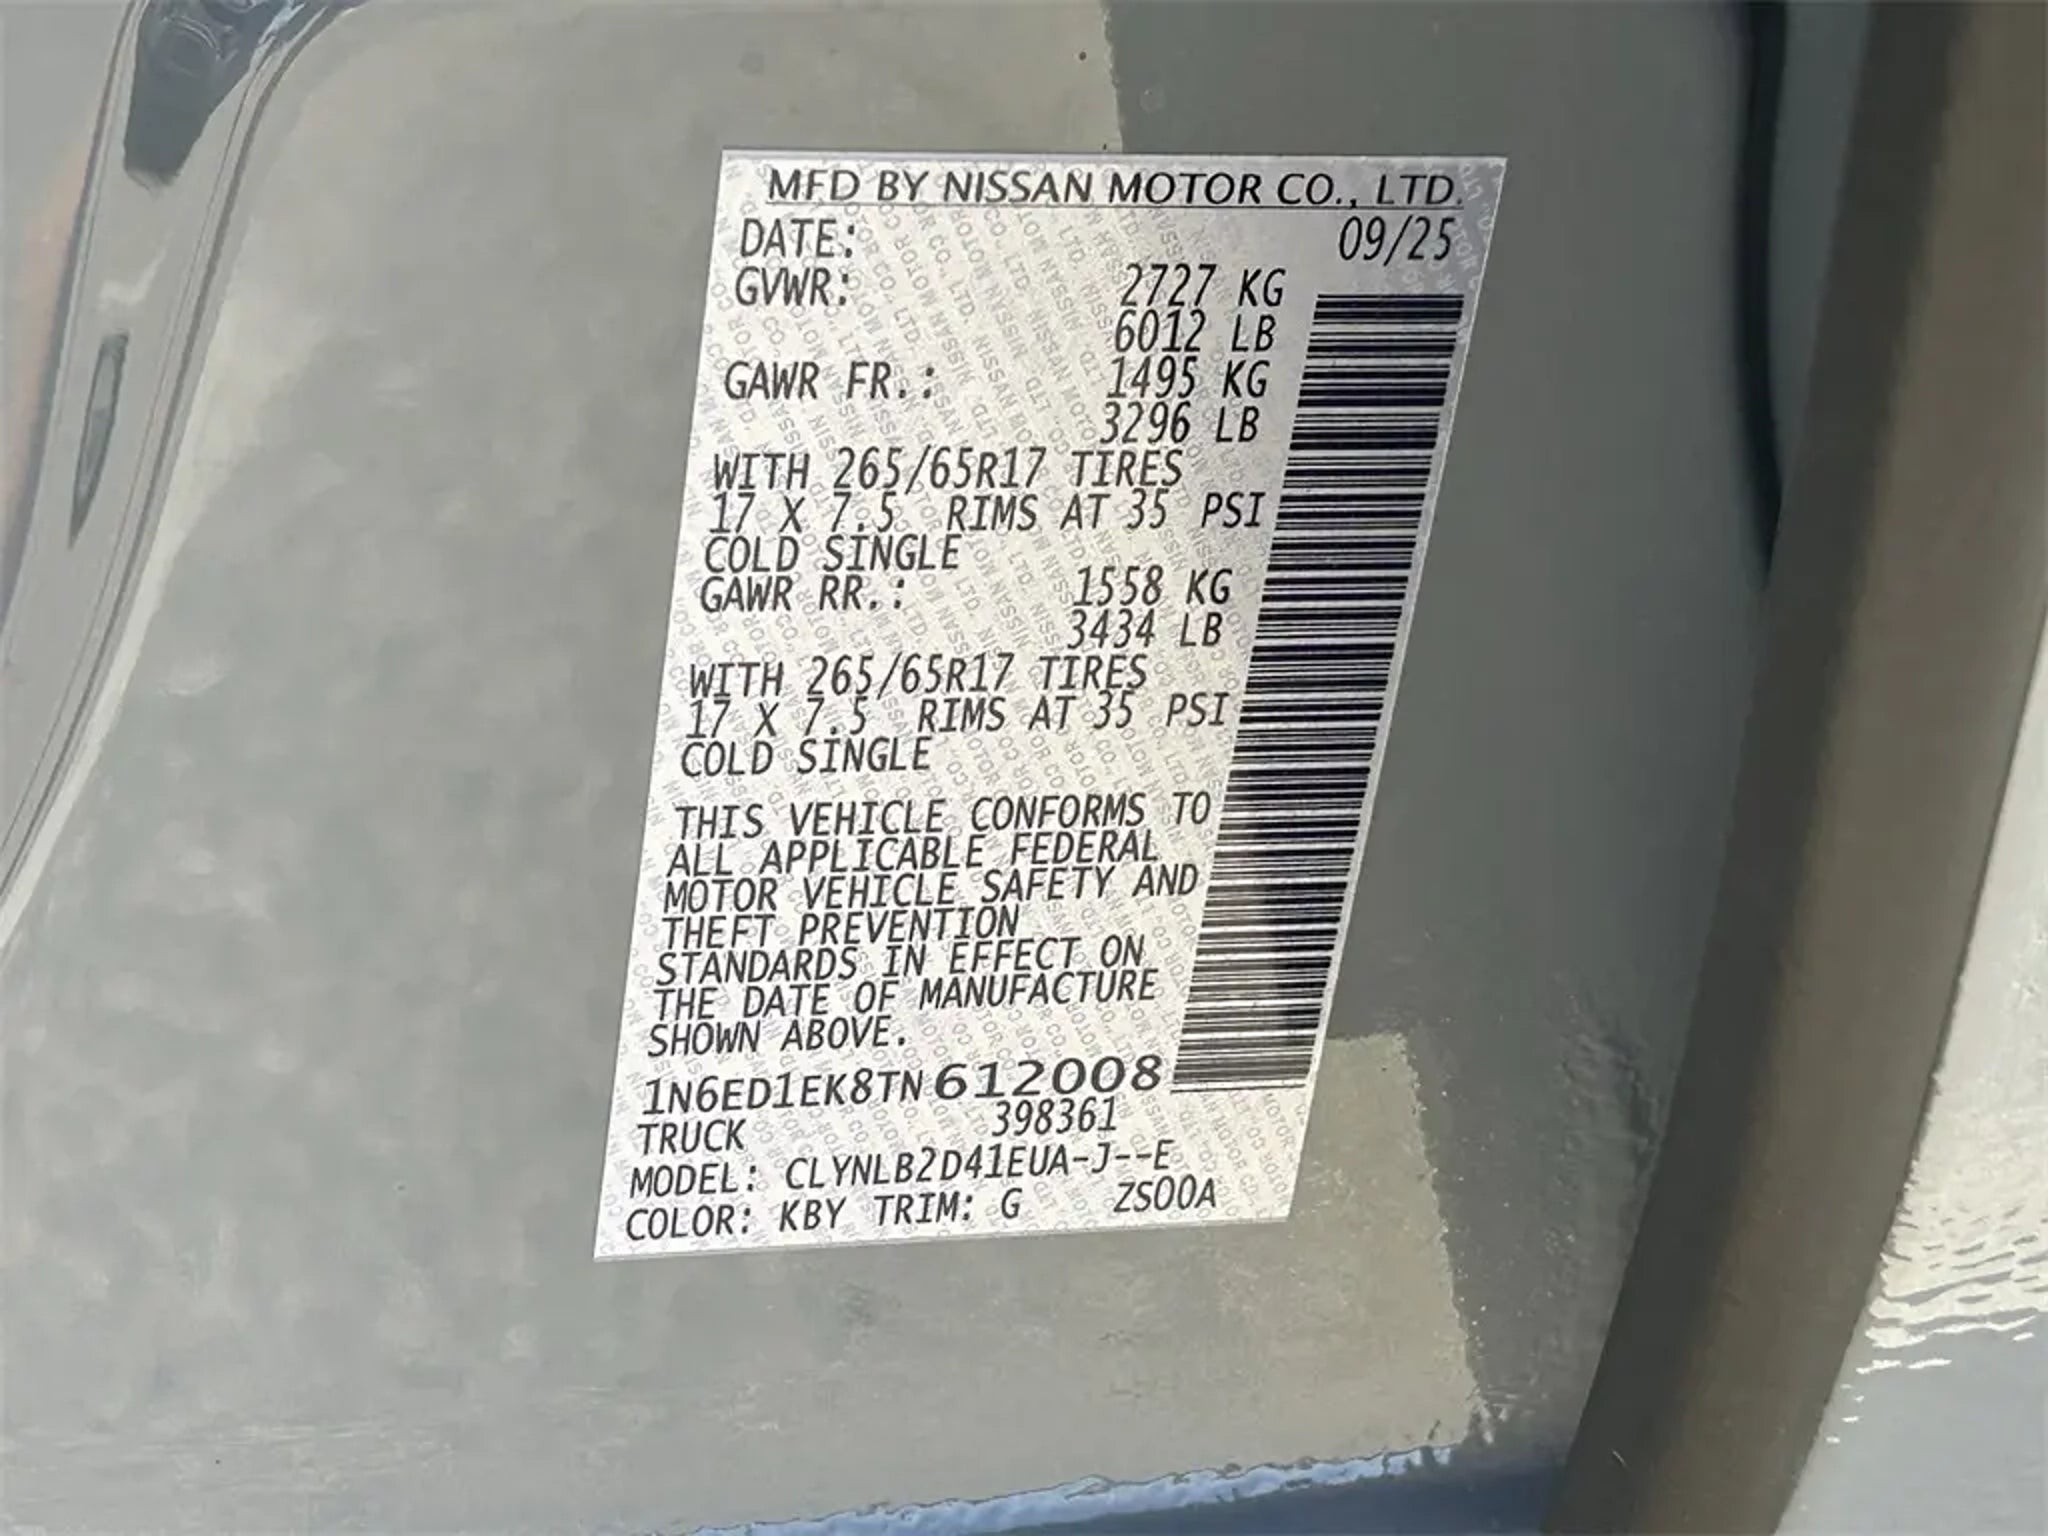 MFD BY NISSAN MOTOR CO., LTD.
DATE: 09/25
GVWR: 2727 KG
6012 LB
GAWR FR.: 1495 KG
3296 LB
WITH 265/65R17 TIRES
17 X 7.5 RIMS AT 35 PSI
COLD SINGLE
GAWR RR.: 1558 KG
3434 LB
WITH 265/65R17 TIRES
17 X 7.5 RIMS AT 35 PSI
COLD SINGLE
THIS VEHICLE CONFORMS TO
ALL APPLICABLE FEDERAL
MOTOR VEHICLE SAFETY AND
THEFT PREVENTION
STANDARDS IN EFFECT ON
THE DATE OF MANUFACTURE
SHOWN ABOVE.
1N6ED1EK8TN612008
TRUCK 398361
MODEL: CLYNLB2D41EUA-J--E
COLOR: KBY TRIM: G ZS00A